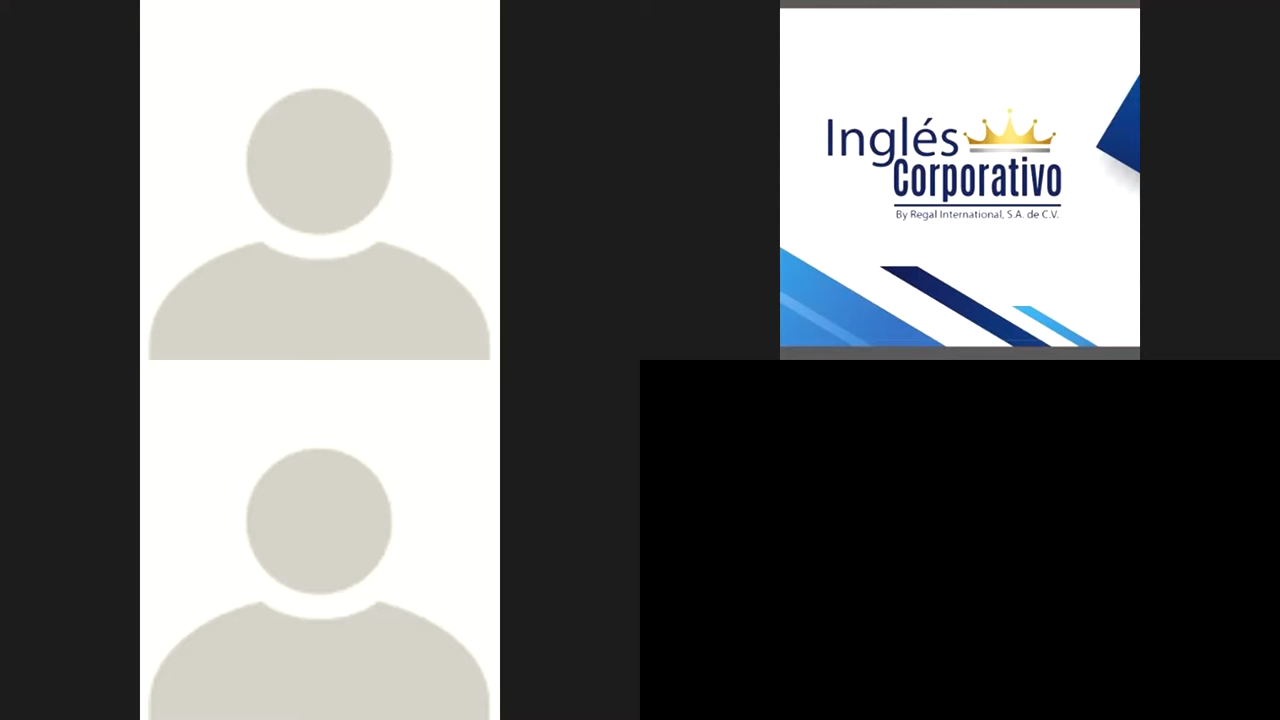 Inglés
Corporativo
By Regal International, S.A. de C.V.